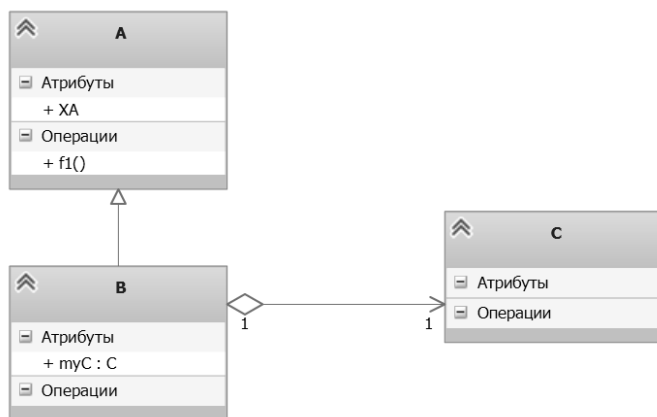 A
Атрибуты
+ XA
Операции
+ f1()
B
Атрибуты
+ myC : C
Операции
1
1
C
Атрибуты
Операции